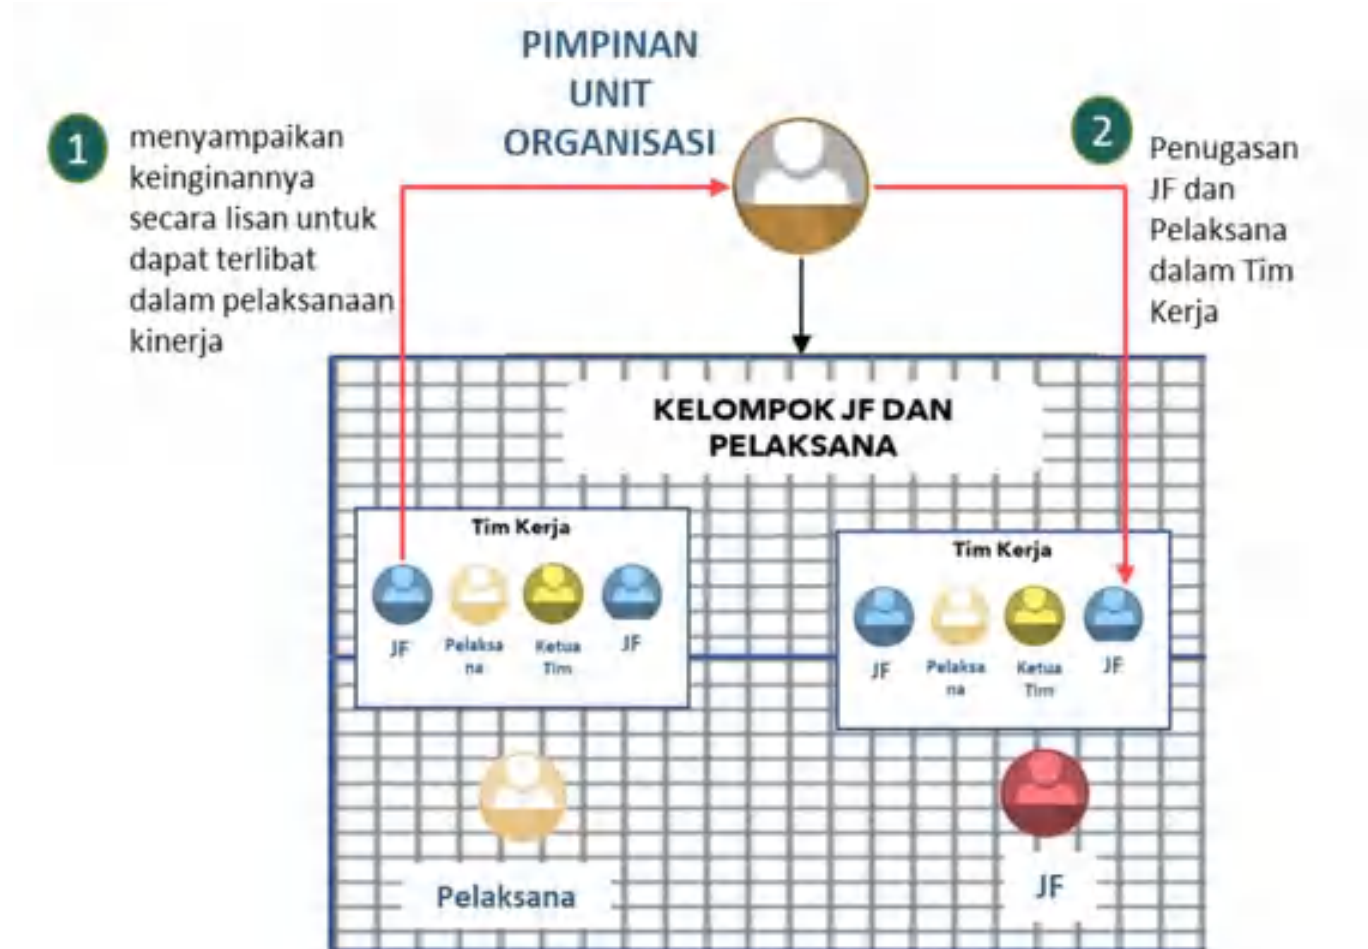 PIMPINAN
UNIT
ORGANISASI
1
menyampaikan
keinginannya
secara lisan untuk
dapat terlibat
dalam pelaksanaan
kinerja
2
Penugasan
JF dan
Pelaksana
dalam Tim
Kerja
KELOMPOK JF DAN
PELAKSANA
Tim Kerja
JF
Pelaksa
na
Ketua
Tim
JF
Tim Kerja
JF
Pelaksa
na
Ketua
Tim
JF
Pelaksana
JF